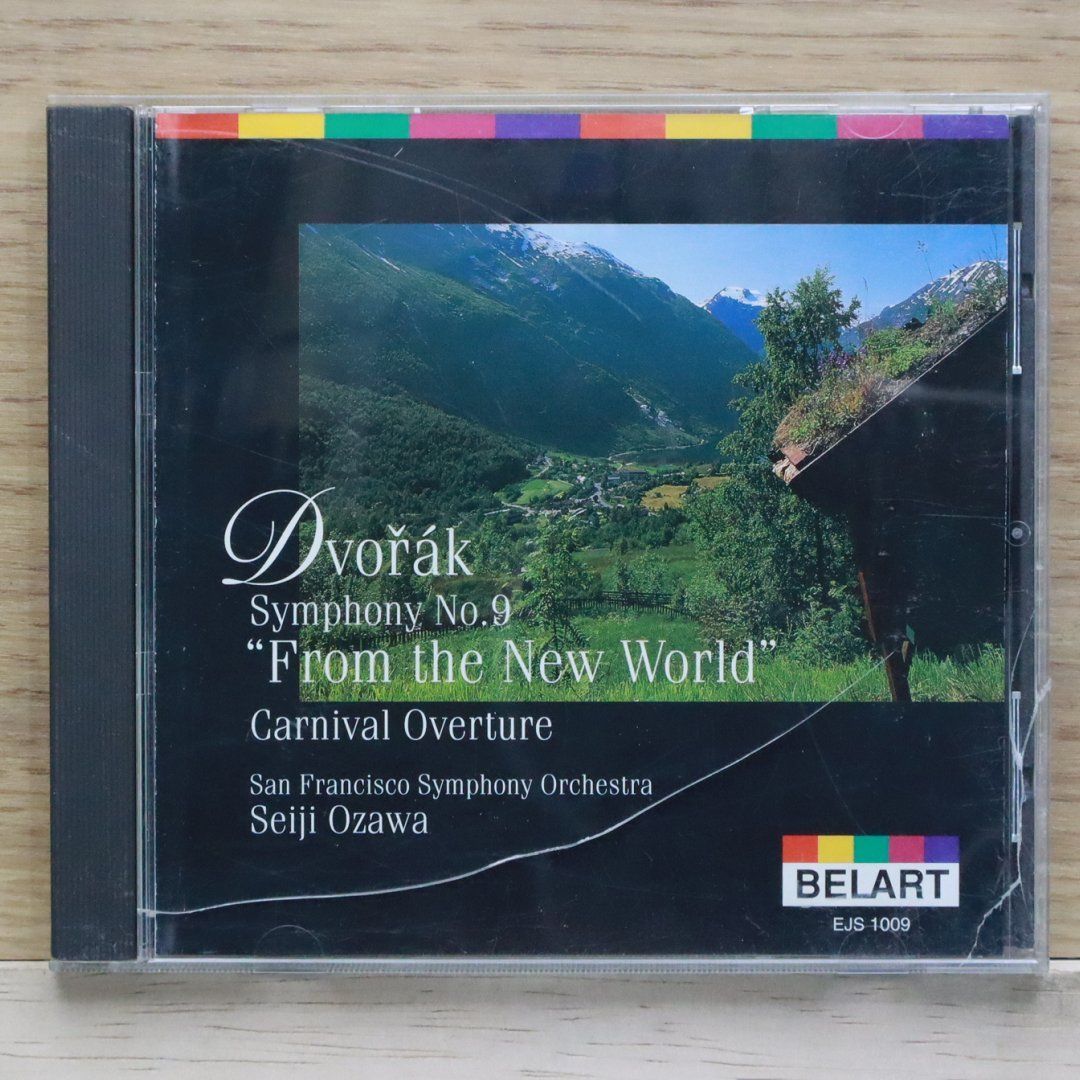 Dvořák
Symphony No.9
“From the New World”
Carnival Overture
San Francisco Symphony Orchestra
Seiji Ozawa
BELART
EJS 1009